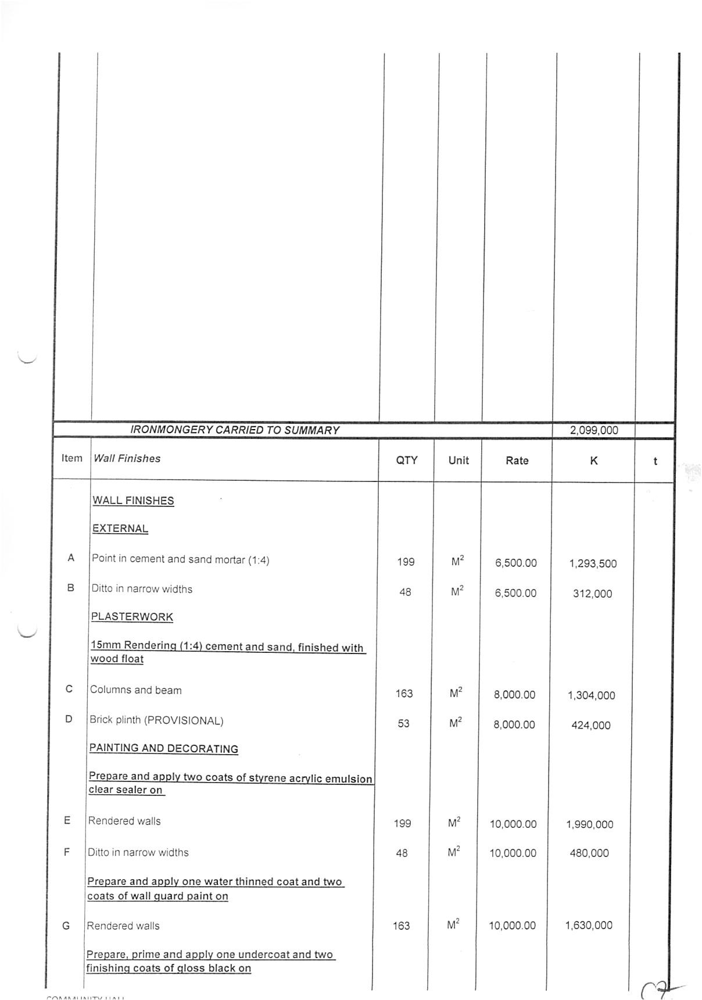 IRONMONGERY CARRIED TO SUMMARY 2,099,000
Item Wall Finishes QTY Unit Rate K t
WALL FINISHES
EXTERNAL
A Point in cement and sand mortar (1:4) 199 M² 6,500.00 1,293,500
B Ditto in narrow widths 48 M² 6,500.00 312,000
PLASTERWORK
15mm Rendering (1:4) cement and sand, finished with
wood float
C Columns and beam 163 M² 8,000.00 1,304,000
D Brick plinth (PROVISIONAL) 53 M² 8,000.00 424,000
PAINTING AND DECORATING
Prepare and apply two coats of styrene acrylic emulsion
clear sealer on
E Rendered walls 199 M² 10,000.00 1,990,000
F Ditto in narrow widths 48 M² 10,000.00 480,000
Prepare and apply one water thinned coat and two
coats of wall guard paint on
G Rendered walls 163 M² 10,000.00 1,630,000
Prepare, prime and apply one undercoat and two
finishing coats of gloss black on
COMMUNITY HALL